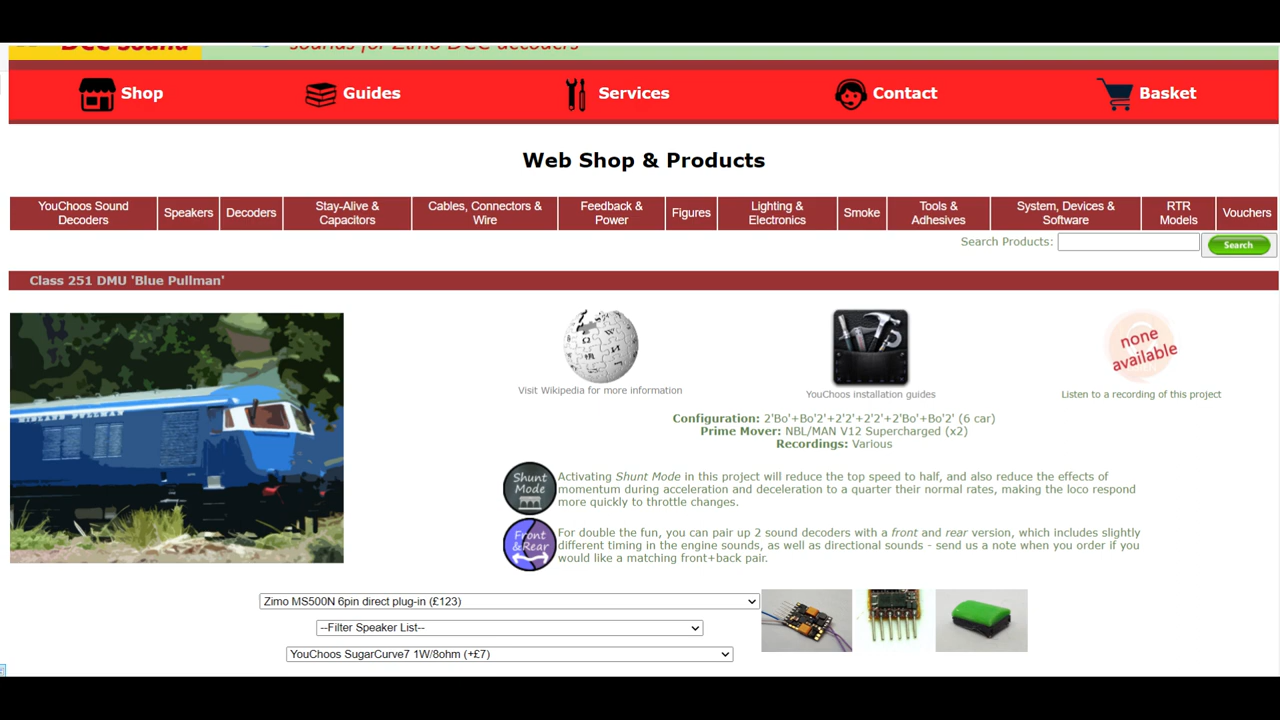 DCC Sound
sounds for Zimo DCC decoders
Shop
Guides
Services
Contact
Basket
Web Shop & Products
YouChoos Sound
Decoders
Speakers
Decoders
Stay-Alive &
Capacitors
Cables, Connectors &
Wire
Feedback &
Power
Figures
Lighting &
Electronics
Smoke
Tools &
Adhesives
System, Devices &
Software
RTR
Models
Vouchers
Search Products:
Search
Class 251 DMU 'Blue Pullman'
MIDLAND PULLMAN
Visit Wikipedia for more information
YouChoos installation guides
none
available
Listen to a recording of this project
Configuration: 2'Bo'+Bo'2'+2'2'+2'2'+2'Bo'+Bo'2' (6 car)
Prime Mover: NBL/MAN V12 Supercharged (x2)
Recordings: Various
Shunt
Mode
Activating Shunt Mode in this project will reduce the top speed to half, and also reduce the effects of
momentum during acceleration and deceleration to a quarter their normal rates, making the loco respond
more quickly to throttle changes.
Front
&Rear
For double the fun, you can pair up 2 sound decoders with a front and rear version, which includes slightly
different timing in the engine sounds, as well as directional sounds - send us a note when you order if you
would like a matching front+back pair.
Zimo MS500N 6pin direct plug-in (£123)
--Filter Speaker List--
YouChoos SugarCurve7 1W/8ohm (+£7)